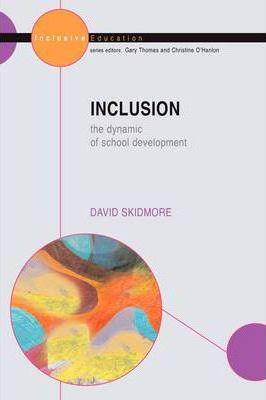 Inclusive Education
series editors: Gary Thomas and Christine O'Hanlon
INCLUSION
the dynamic
of school development
DAVID SKIDMORE